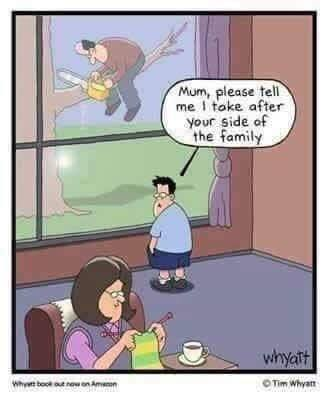 Mum, please tell
me I take after
your side of
the family
whyatt
Whyatt book out now on Amazon
© Tim Whyatt